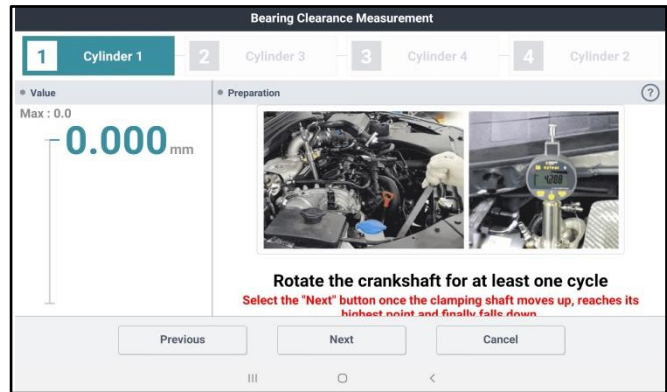 Bearing Clearance Measurement
1 Cylinder 1 2 Cylinder 3 3 Cylinder 4 4 Cylinder 2
Value
Preparation
?
Max : 0.0
0.000 mm
Rotate the crankshaft for at least one cycle
Select the "Next" button once the clamping shaft moves up, reaches its
highest point and finally falls down
Previous Next Cancel